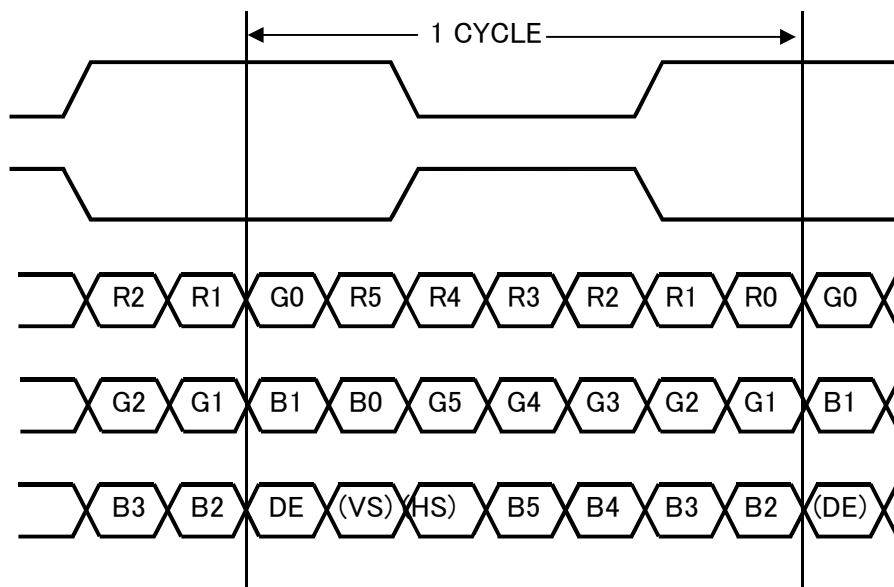 1 CYCLE
R2 R1 G0 R5 R4 R3 R2 R1 R0 G0
G2 G1 B1 B0 G5 G4 G3 G2 G1 B1
B3 B2 DE (VS) (HS) B5 B4 B3 B2 (DE)